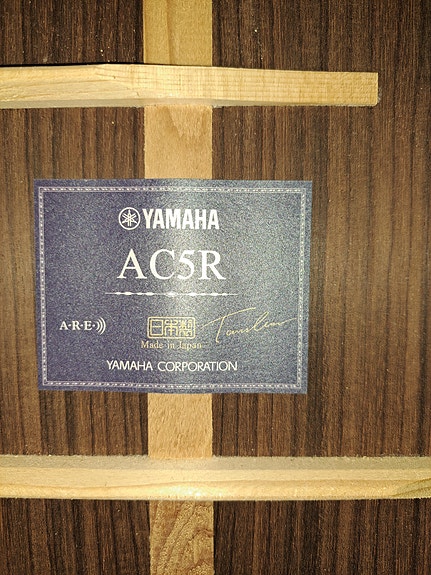 YAMAHA
AC5R
A·R·E·
日本製
Made in Japan
YAMAHA CORPORATION